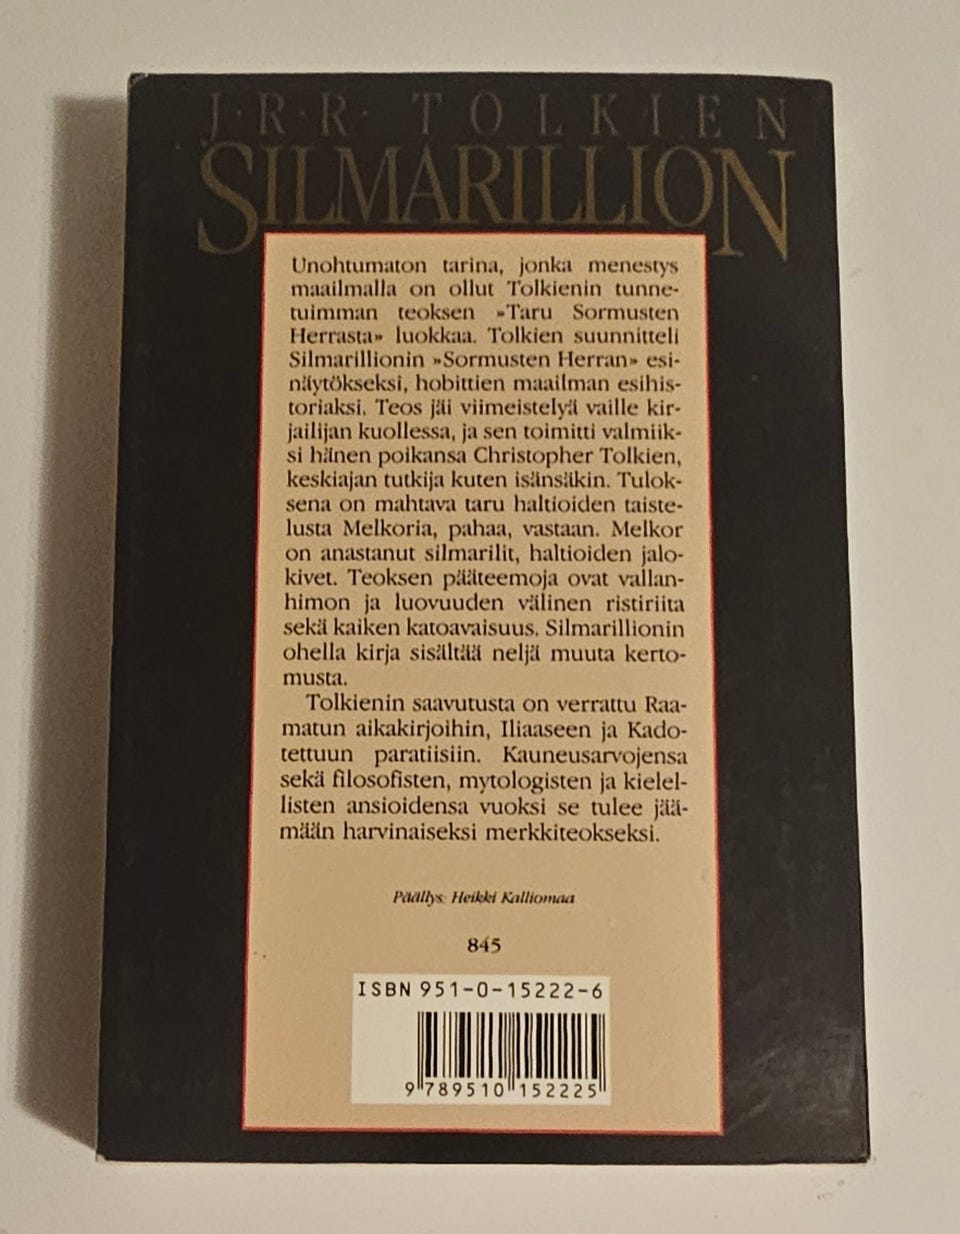 J·R·R· TOLKIEN
SILMARILLION
Unohtumaton tarina, jonka menestys
maailmalla on ollut Tolkienin tunne-
tuimman teoksen »Taru Sormusten
Herrasta» luokkaa. Tolkien suunnitteli
Silmarillionin »Sormusten Herran» esi-
näytökseksi, hobittien maailman esihis-
toriaksi. Teos jäi viimeistelyä vaille kir-
jailijan kuollessa, ja sen toimitti valmiik-
si hänen poikansa Christopher Tolkien,
keskiajan tutkija kuten isänsäkin. Tulok-
sena on mahtava taru haltioiden taiste-
lusta Melkoria, pahaa, vastaan. Melkor
on anastanut silmarilit, haltioiden jalo-
kivet. Teoksen pääteemoja ovat vallan-
himon ja luovuuden välinen ristiriita
sekä kaiken katoavaisuus. Silmarillionin
ohella kirja sisältää neljä muuta kerto-
musta.
Tolkienin saavutusta on verrattu Raa-
matun aikakirjoihin, Iliaaseen ja Kado-
tettuun paratiisiin. Kauneusarvojensa
sekä filosofisten, mytologisten ja kielel-
listen ansioidensa vuoksi se tulee jää-
mään harvinaiseksi merkkiteokseksi.
Päällys: Heikki Kalliomaa
845
ISBN 951-0-15222-6
9 789510 152225